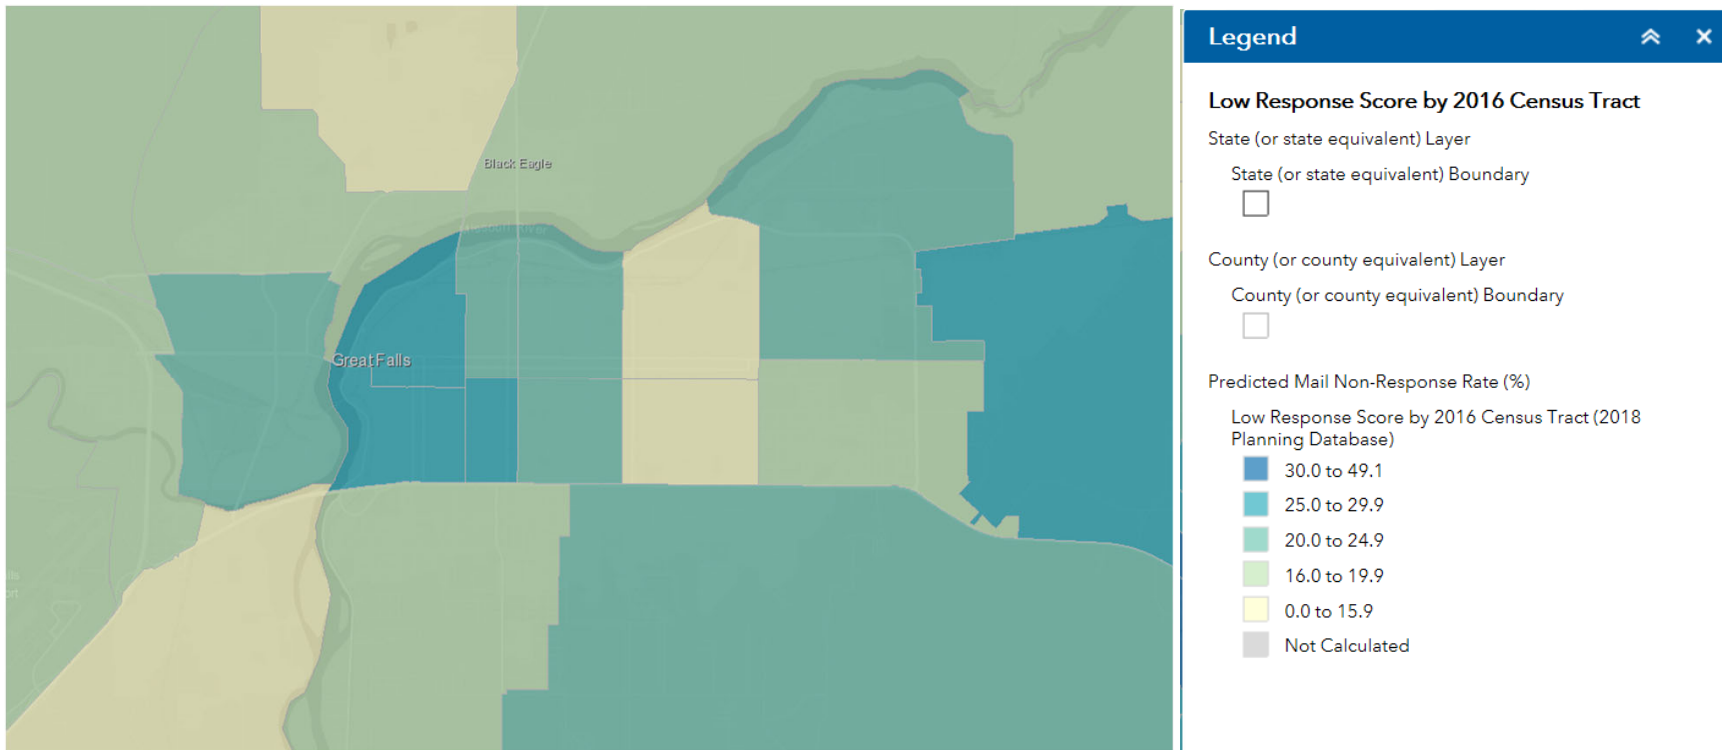 Black Eagle
Great Falls
Legend
Low Response Score by 2016 Census Tract
State (or state equivalent) Layer
State (or state equivalent) Boundary
County (or county equivalent) Layer
County (or county equivalent) Boundary
Predicted Mail Non-Response Rate (%)
Low Response Score by 2016 Census Tract (2018
Planning Database)
30.0 to 49.1
25.0 to 29.9
20.0 to 24.9
16.0 to 19.9
0.0 to 15.9
Not Calculated